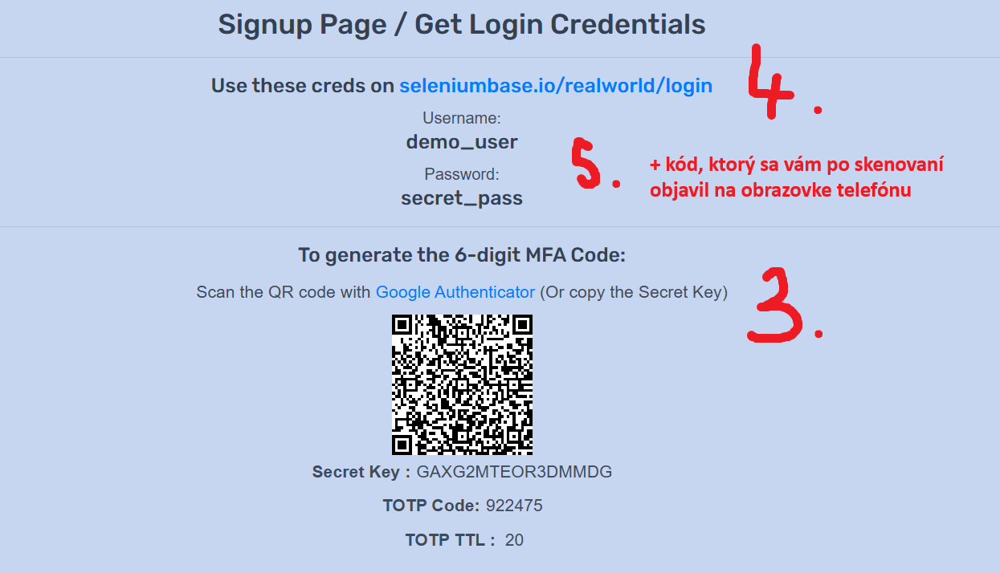 Signup Page / Get Login Credentials
4.
Use these creds on seleniumbase.io/realworld/login
Username:
demo_user
5.
+ kód, ktorý sa vám po skenovaní
objavil na obrazovke telefónu
Password:
secret_pass
To generate the 6-digit MFA Code:
3.
Scan the QR code with Google Authenticator (Or copy the Secret Key)
Secret Key : GAXG2MTEOR3DMMDG
TOTP Code: 922475
TOTP TTL : 20